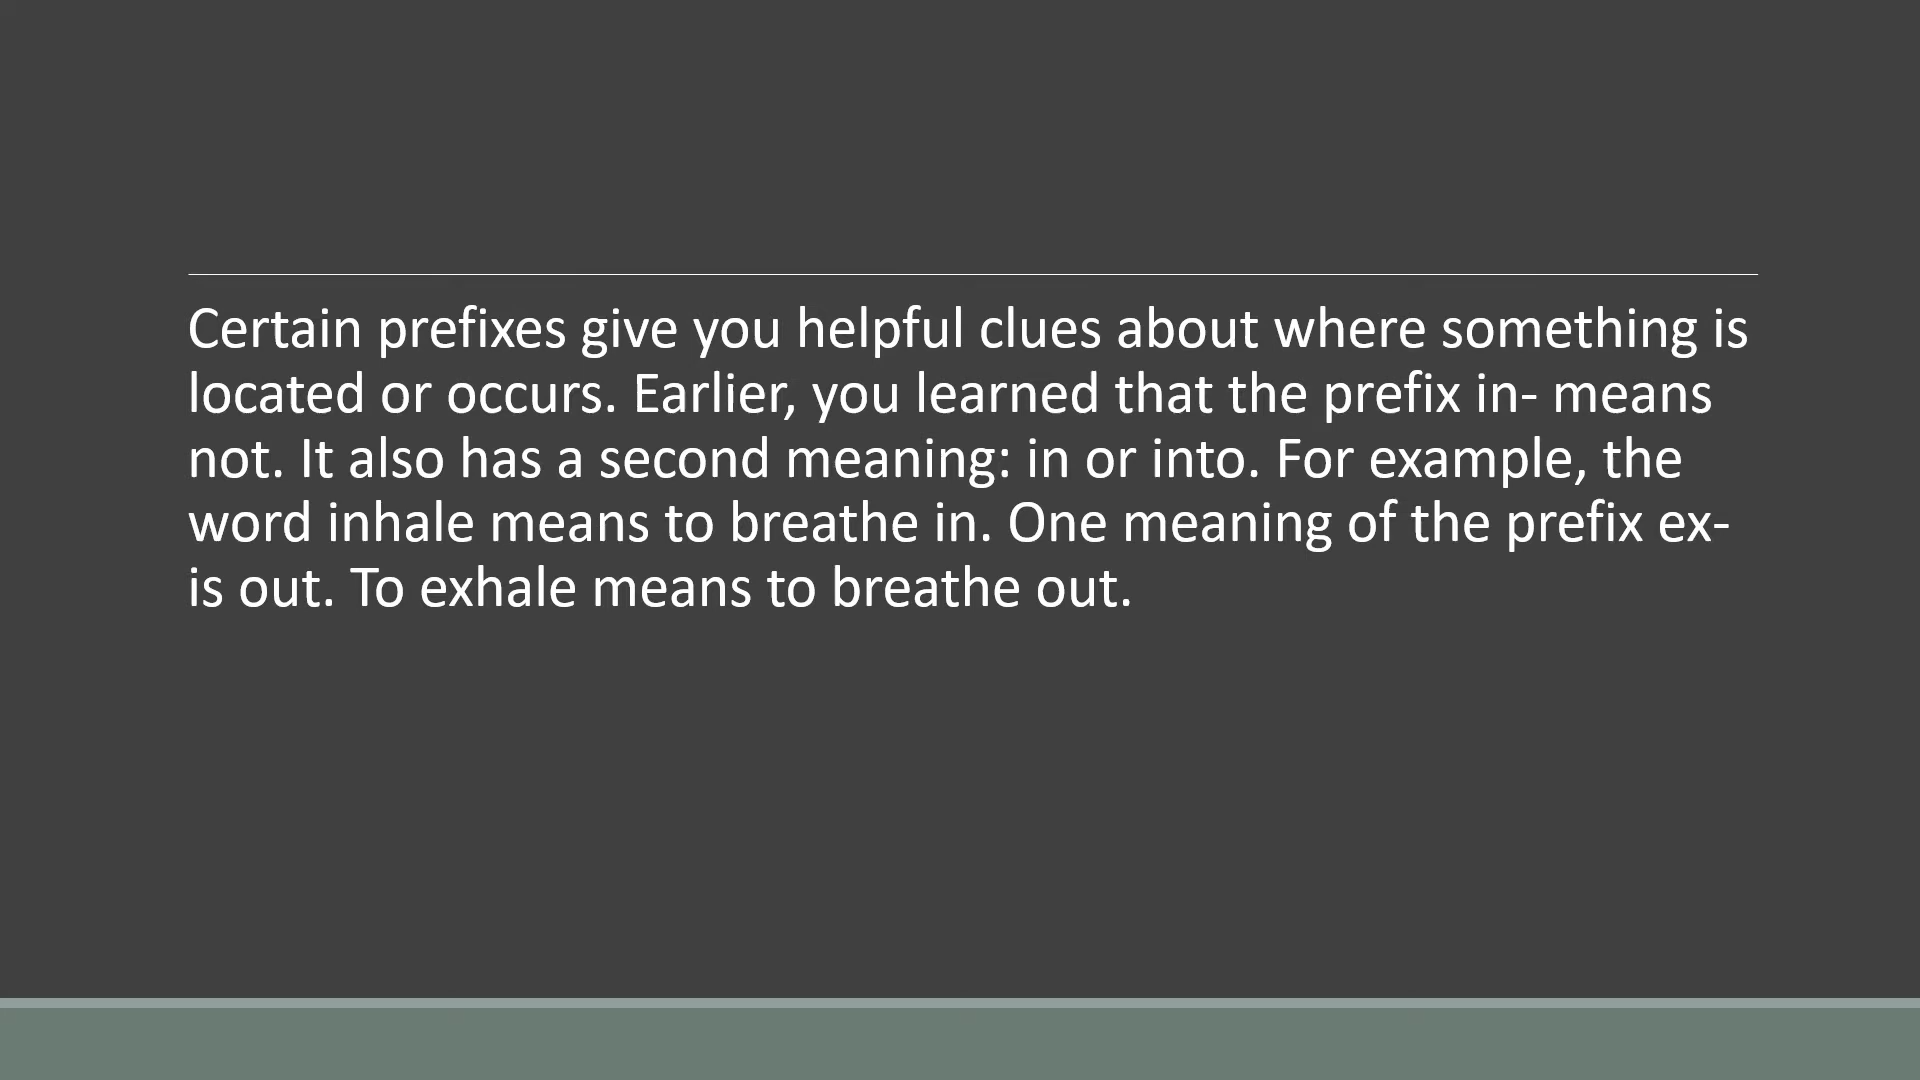 Certain prefixes give you helpful clues about where something is
located or occurs. Earlier, you learned that the prefix in- means
not. It also has a second meaning: in or into. For example, the
word inhale means to breathe in. One meaning of the prefix ex-
is out. To exhale means to breathe out.